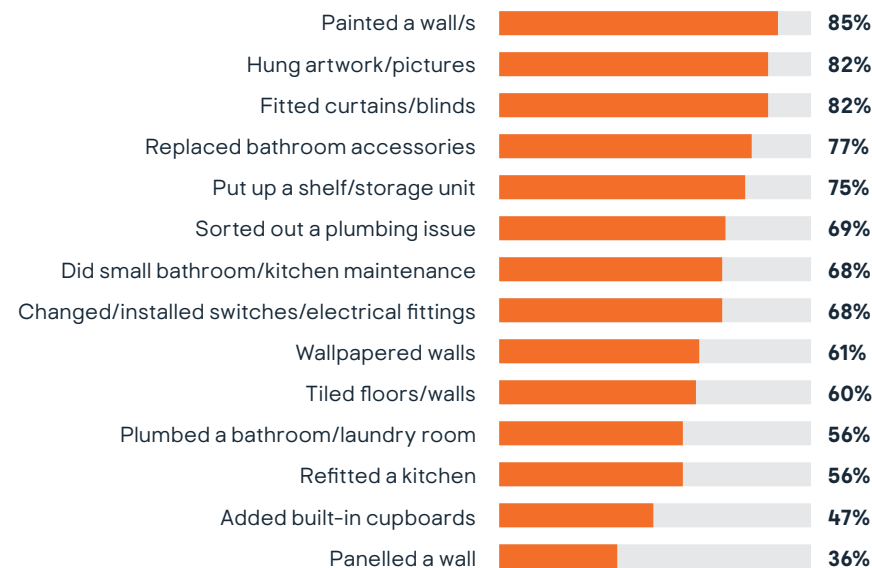 Painted a wall/s 85%
Hung artwork/pictures 82%
Fitted curtains/blinds 82%
Replaced bathroom accessories 77%
Put up a shelf/storage unit 75%
Sorted out a plumbing issue 69%
Did small bathroom/kitchen maintenance 68%
Changed/installed switches/electrical fittings 68%
Wallpapered walls 61%
Tiled floors/walls 60%
Plumbed a bathroom/laundry room 56%
Refitted a kitchen 56%
Added built-in cupboards 47%
Panelled a wall 36%